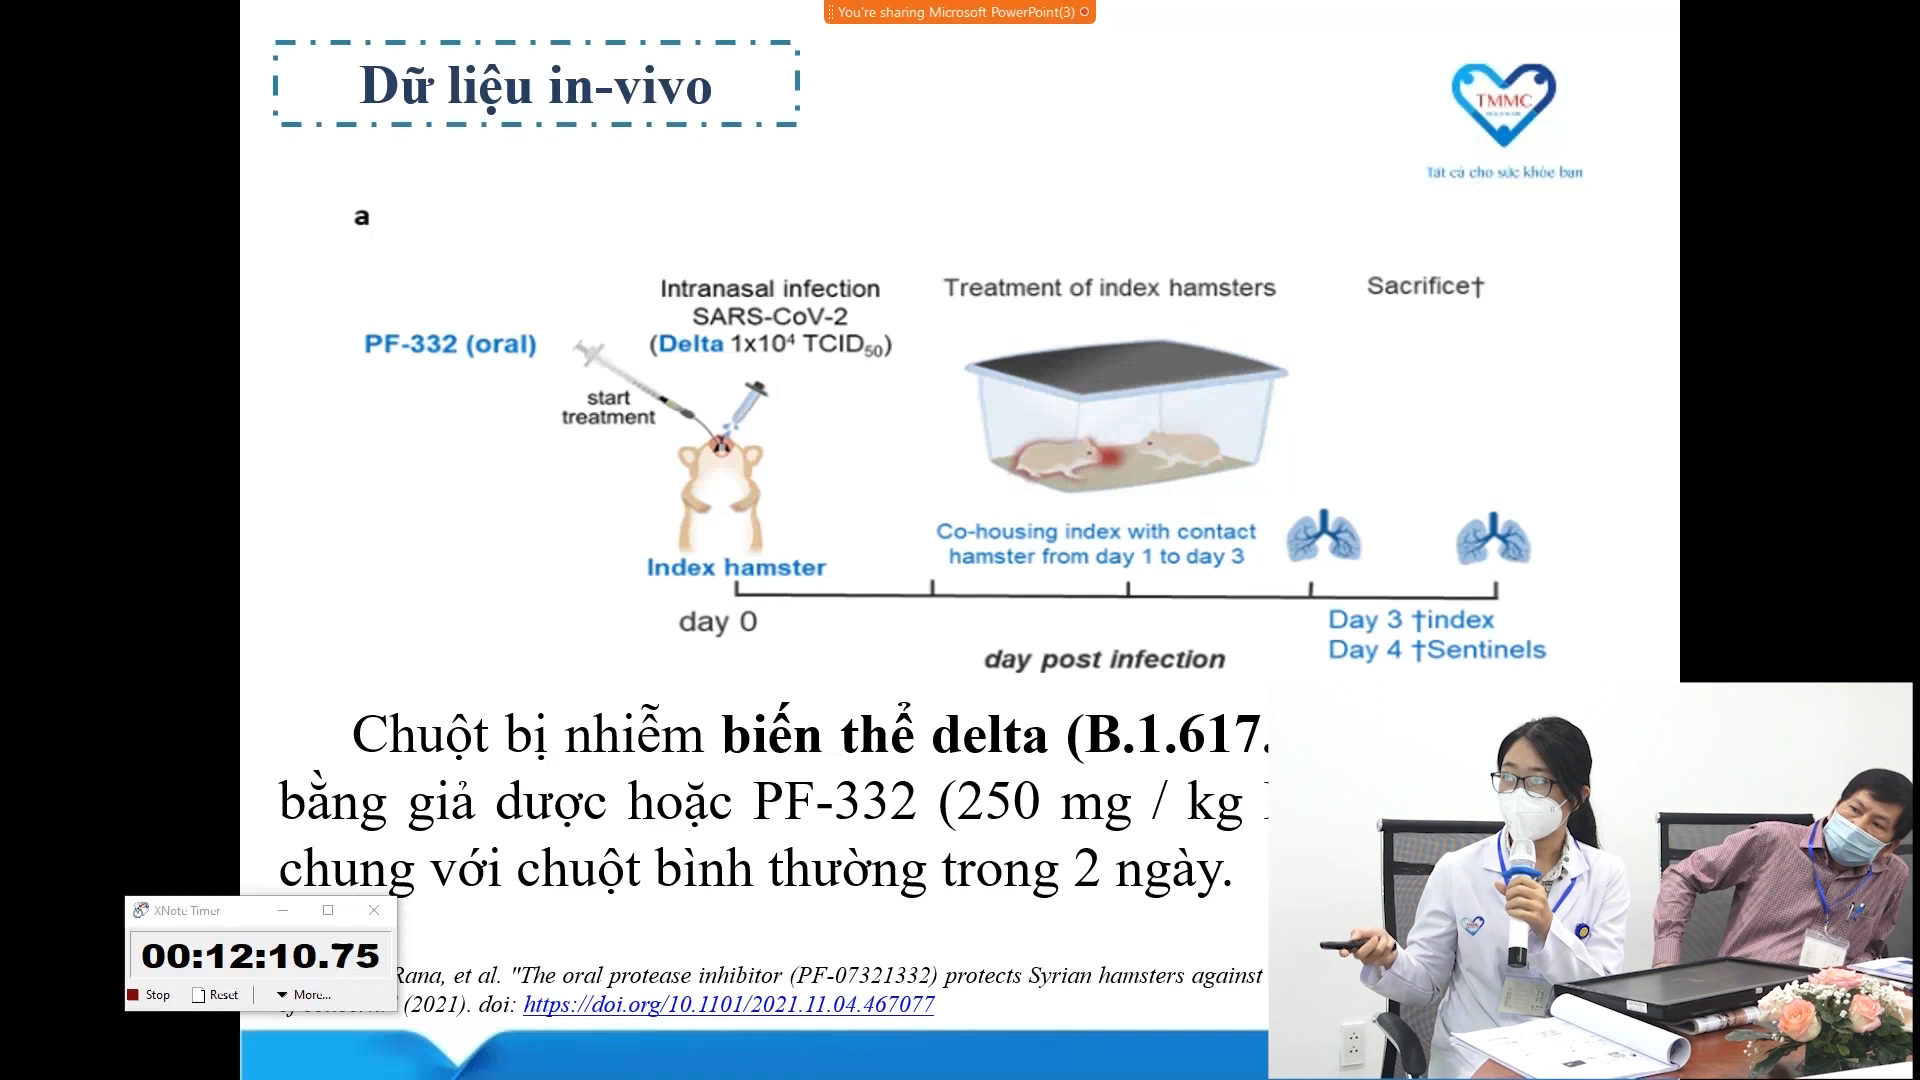 You're sharing Microsoft PowerPoint(3)
Dữ liệu in-vivo
TMMC
Tất cả cho sức khỏe bạn
a
Intranasal infection
SARS-CoV-2
(Delta 1x10⁴ TCID₅₀)
Treatment of index hamsters
Sacrifice†
PF-332 (oral)
start
treatment
Co-housing index with contact
hamster from day 1 to day 3
Index hamster
day 0
Day 3 †index
Day 4 †Sentinels
day post infection
Chuột bị nhiễm biến thể delta (B.1.617.
bằng giả dược hoặc PF-332 (250 mg / kg
chung với chuột bình thường trong 2 ngày.
XNote Timer
00:12:10.75
Stop Reset More...
Rana, et al. "The oral protease inhibitor (PF-07321332) protects Syrian hamsters against
(2021). doi: https://doi.org/10.1101/2021.11.04.467077